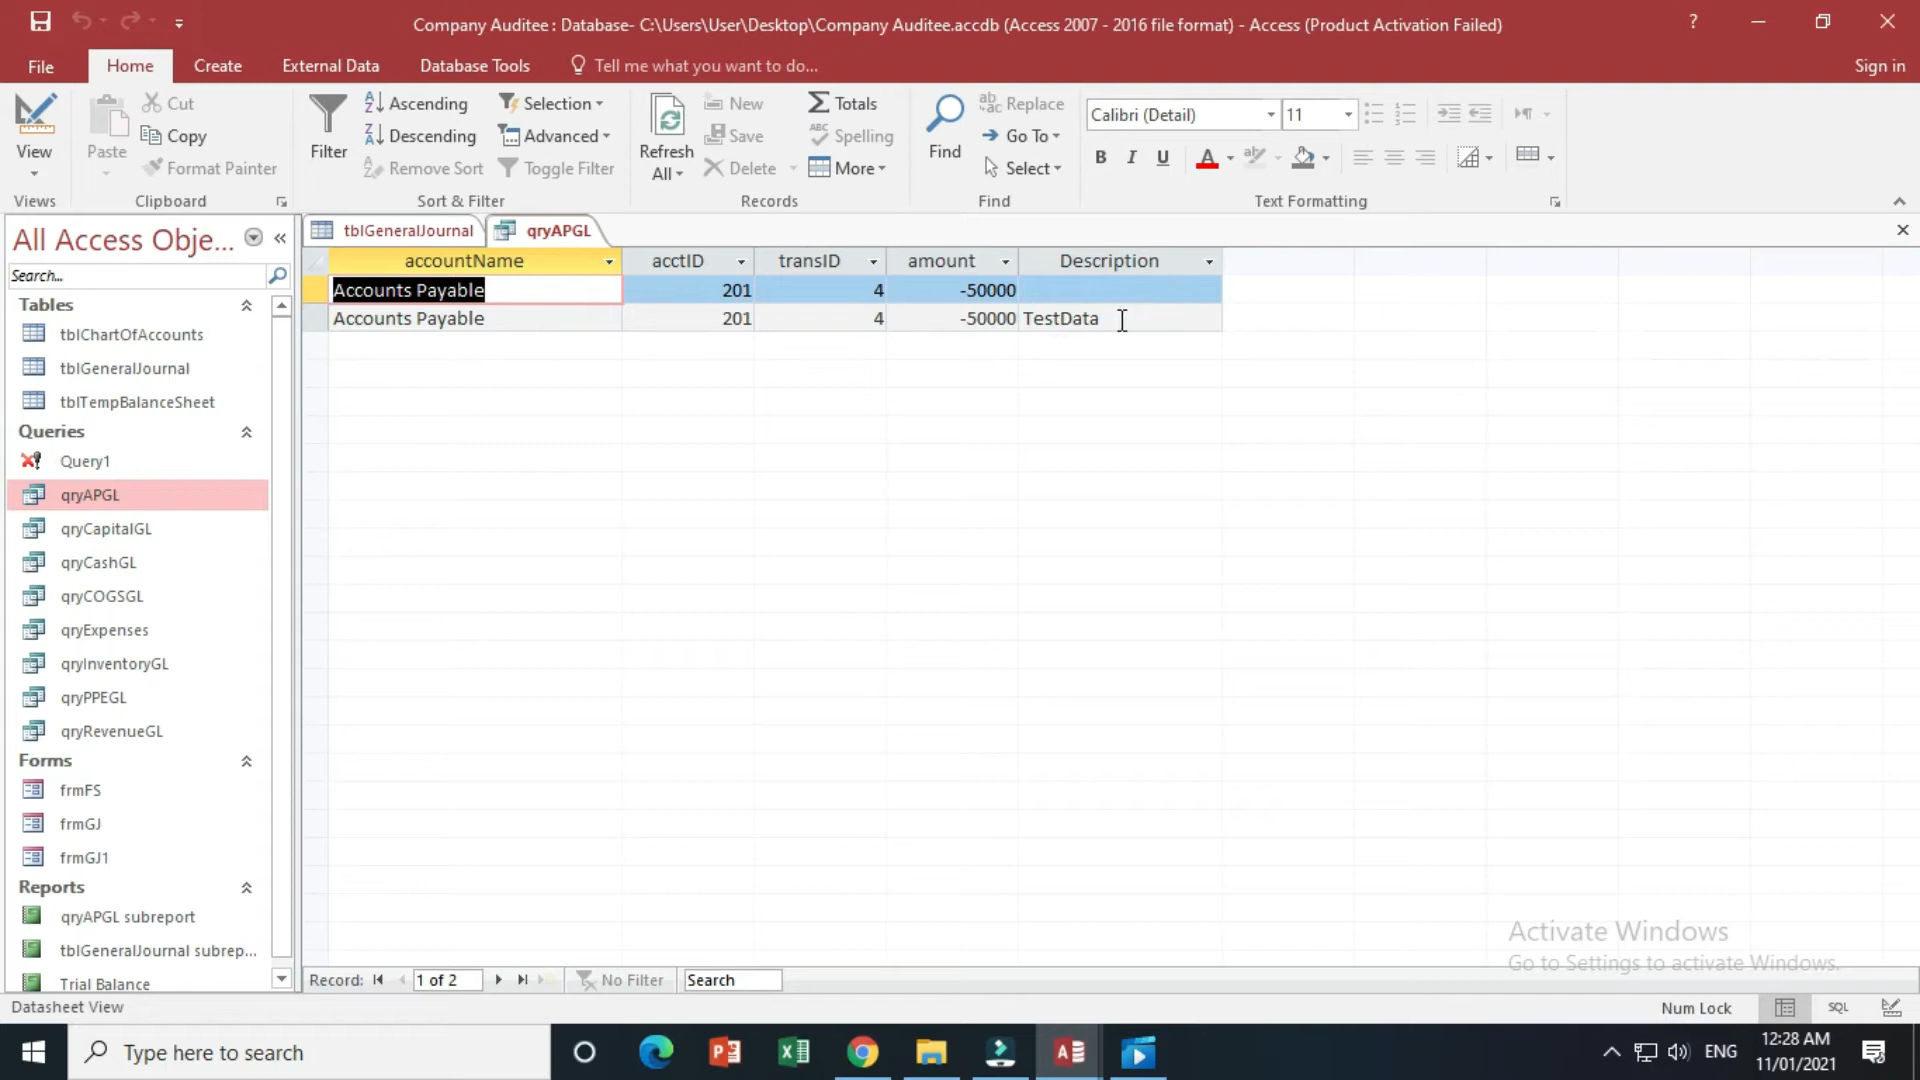 Company Auditee : Database- C:\Users\User\Desktop\Company Auditee.accdb (Access 2007 - 2016 file format) - Access (Product Activation Failed)
?
File
Home
Create
External Data
Database Tools
Tell me what you want to do...
Sign in
View
Views
Paste
Cut
Copy
Format Painter
Clipboard
Filter
Ascending
Descending
Remove Sort
Selection
Advanced
Toggle Filter
Sort & Filter
Refresh All
New
Save
Delete
Totals
Spelling
More
Records
Find
Replace
Go To
Select
Find
Calibri (Detail)
11
B I U
Text Formatting
All Access Obje...
Search...
Tables
tblChartOfAccounts
tblGeneralJournal
tblTempBalanceSheet
Queries
Query1
qryAPGL
qryCapitalGL
qryCashGL
qryCOGSGL
qryExpenses
qryInventoryGL
qryPPEGL
qryRevenueGL
Forms
frmFS
frmGJ
frmGJ1
Reports
qryAPGL subreport
tblGeneralJournal subrep...
Trial Balance
tblGeneralJournal
qryAPGL
accountName acctID transID amount Description
Accounts Payable 201 4 -50000
Accounts Payable 201 4 -50000 TestData
Activate Windows
Go to Settings to activate Windows.
Record: 1 of 2 No Filter Search
Datasheet View
Num Lock
SQL
Type here to search
ENG
12:28 AM
11/01/2021